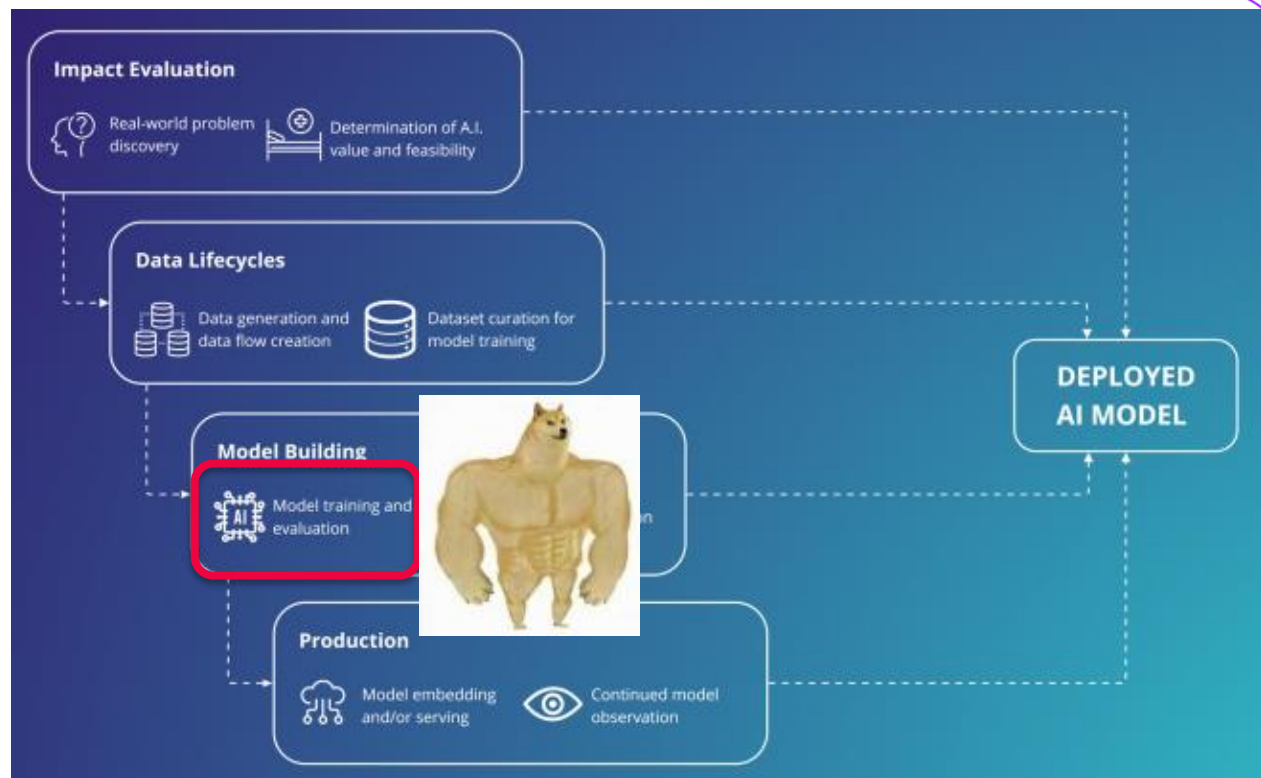 Impact Evaluation
Real-world problem
discovery
Determination of A.I.
value and feasibility
Data Lifecycles
Data generation and
data flow creation
Dataset curation for
model training
DEPLOYED
AI MODEL
Model Building
AI
Model training and
evaluation
Production
Model embedding
and/or serving
Continued model
observation